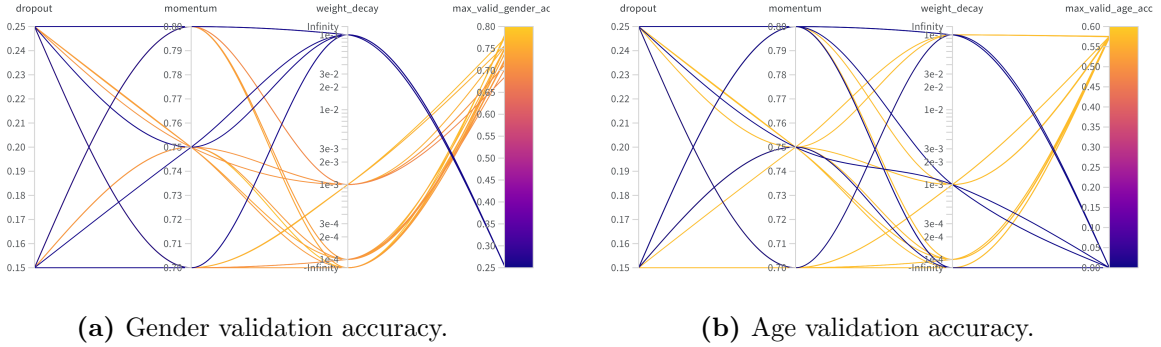 dropout momentum weight_decay max_valid_gender_ac
0.25 0.80 Infinity 0.80
0.24 0.79
0.23 0.78 3e-2 0.70
0.22 0.77 2e-2 0.65
0.21 0.76 1e-2 0.60
0.20 0.75 3e-3 0.55
0.19 0.74 2e-3 0.50
0.18 0.73 1e-3 0.45
0.17 0.72 3e-4 0.40
0.16 0.71 2e-4 0.35
0.15 0.70 1e-4 0.30
-Infinity 0.25
dropout momentum weight_decay max_valid_age_acc
0.25 0.80 Infinity 0.60
0.24 0.79 0.55
0.23 0.78 3e-2 0.50
0.22 0.77 2e-2 0.45
0.21 0.76 1e-2 0.40
0.20 0.75 3e-3 0.35
0.19 0.74 2e-3 0.30
0.18 0.73 1e-3 0.25
0.17 0.72 3e-4 0.20
0.16 0.71 2e-4 0.15
0.15 0.70 1e-4 0.10
-Infinity 0.05
0.00
(a) Gender validation accuracy.
(b) Age validation accuracy.